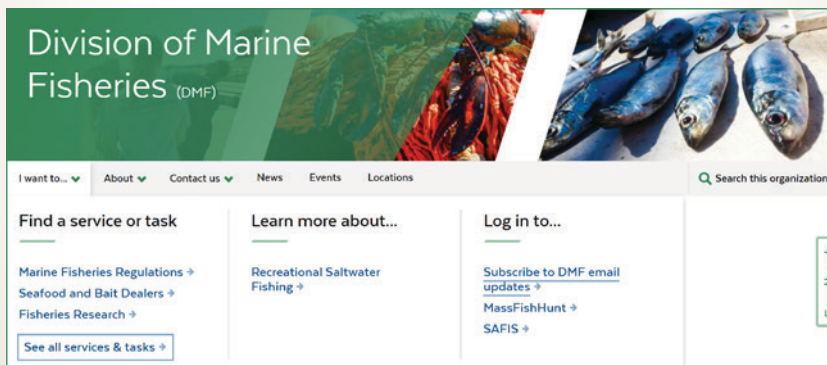 Division of Marine
Fisheries (DMF)
I want to... About Contact us News Events Locations Search this organization
Find a service or task
Marine Fisheries Regulations
Seafood and Bait Dealers
Fisheries Research
See all services & tasks
Learn more about...
Recreational Saltwater
Fishing
Log in to...
Subscribe to DMF email
updates
MassFishHunt
SAFIS